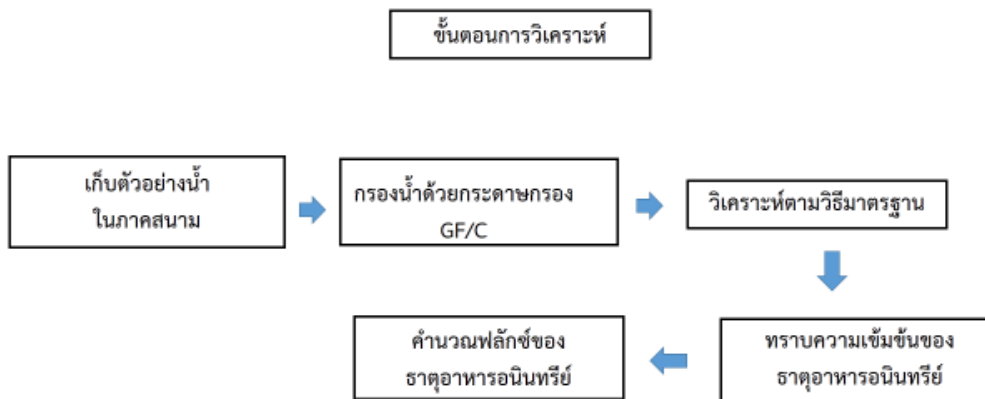 ขั้นตอนการวิเคราะห์
เก็บตัวอย่างน้ำ
ในภาคสนาม
กรองน้ำด้วยกระดาษกรอง
GF/C
วิเคราะห์ตามวิธีมาตรฐาน
ทราบความเข้มข้นของ
ธาตุอาหารอนินทรีย์
คำนวณฟลักซ์ของ
ธาตุอาหารอนินทรีย์